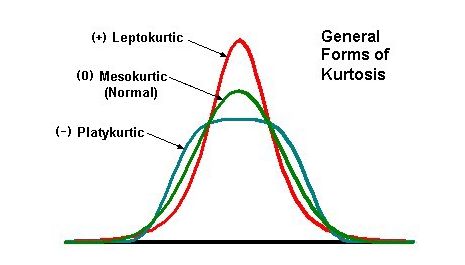 (+) Leptokurtic
(0) Mesokurtic
(Normal)
(-) Platykurtic
General
Forms of
Kurtosis